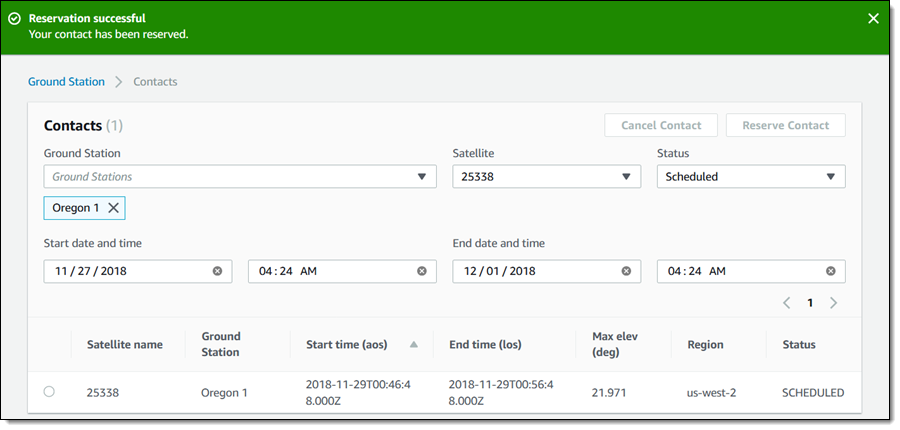 Reservation successful
Your contact has been reserved.
Ground Station > Contacts
Contacts (1)
Cancel Contact
Reserve Contact
Ground Station
Satellite
Status
Ground Stations
25338
Scheduled
Oregon 1
Start date and time
End date and time
11 / 27 / 2018
04 : 24 AM
12 / 01 / 2018
04 : 24 AM
1
Satellite name
Ground
Station
Start time (aos)
End time (los)
Max elev
(deg)
Region
Status
25338
Oregon 1
2018-11-29T00:46:4
8.000Z
2018-11-29T00:56:4
8.000Z
21.971
us-west-2
SCHEDULED